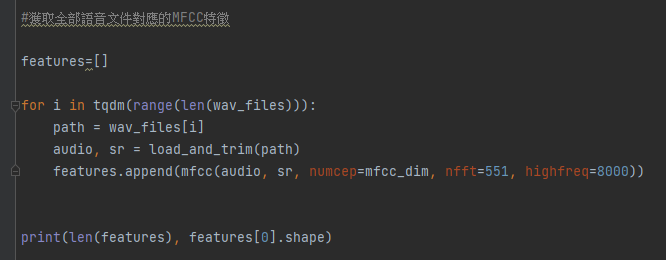 #獲取全部語音文件對應的MFCC特徵
features=[]
for i in tqdm(range(len(wav_files))):
    path = wav_files[i]
    audio, sr = load_and_trim(path)
    features.append(mfcc(audio, sr, numcep=mfcc_dim, nfft=551, highfreq=8000))
print(len(features), features[0].shape)